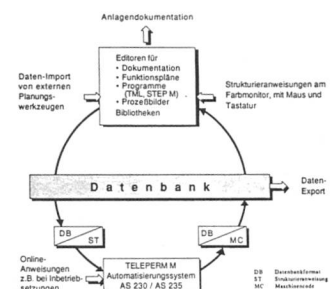 Anlagendokumentation
Editoren für
• Dokumentation
• Funktionspläne
• Programme
(TML, STEP M)
• Prozeßbilder
Bibliotheken
Daten-Import
von externen
Planungs-
werkzeugen
Strukturieranweisungen am
Farbmonitor, mit Maus und
Tastatur
Datenbank
Daten-
Export
DB
ST
DB
MC
Online-
Anweisungen
z.B. bei Inbetrieb-
setzungen
TELEPERM M
Automatisierungssystem
AS 230 / AS 235
DB Datenbankformat
ST Strukturieranweisung
MC Maschinencode